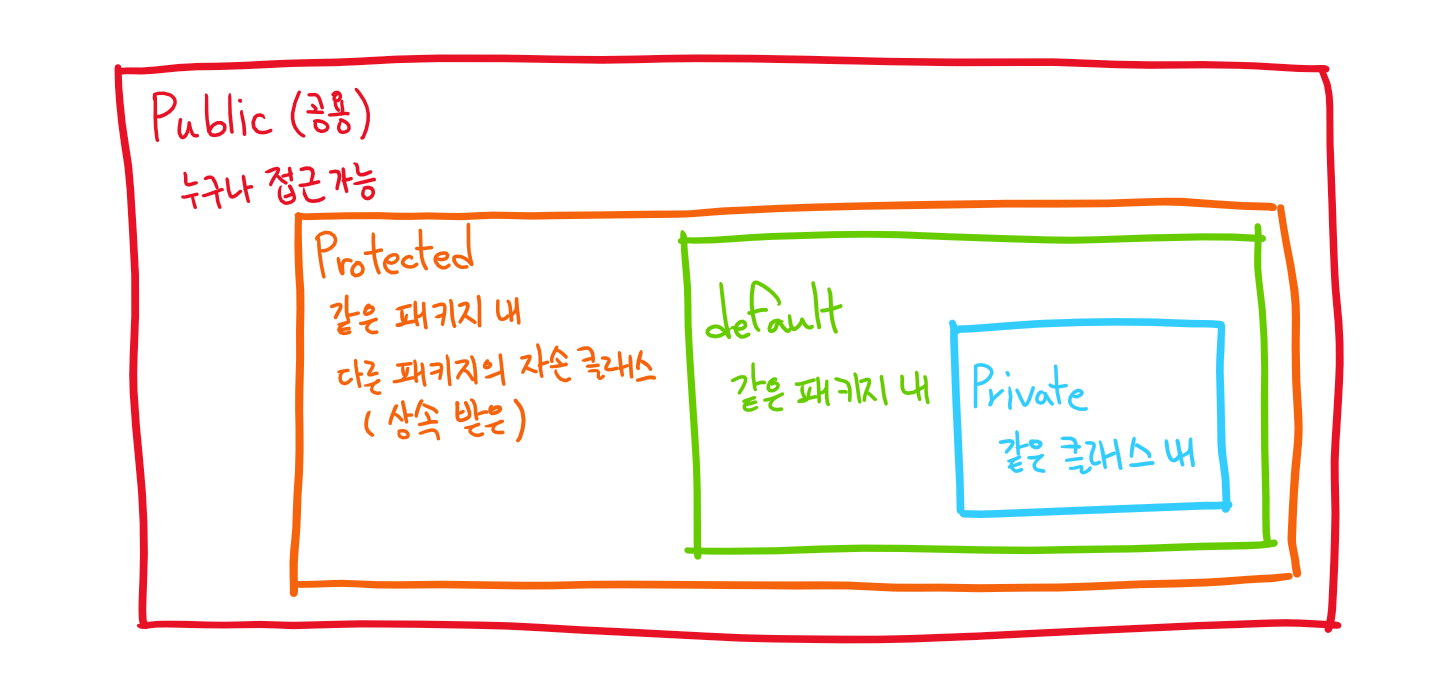 Public (공용)
누구나 접근 가능
Protected
같은 패키지 내
다른 패키지의 자손 클래스
(상속 받은)
default
같은 패키지 내
Private
같은 클래스 내